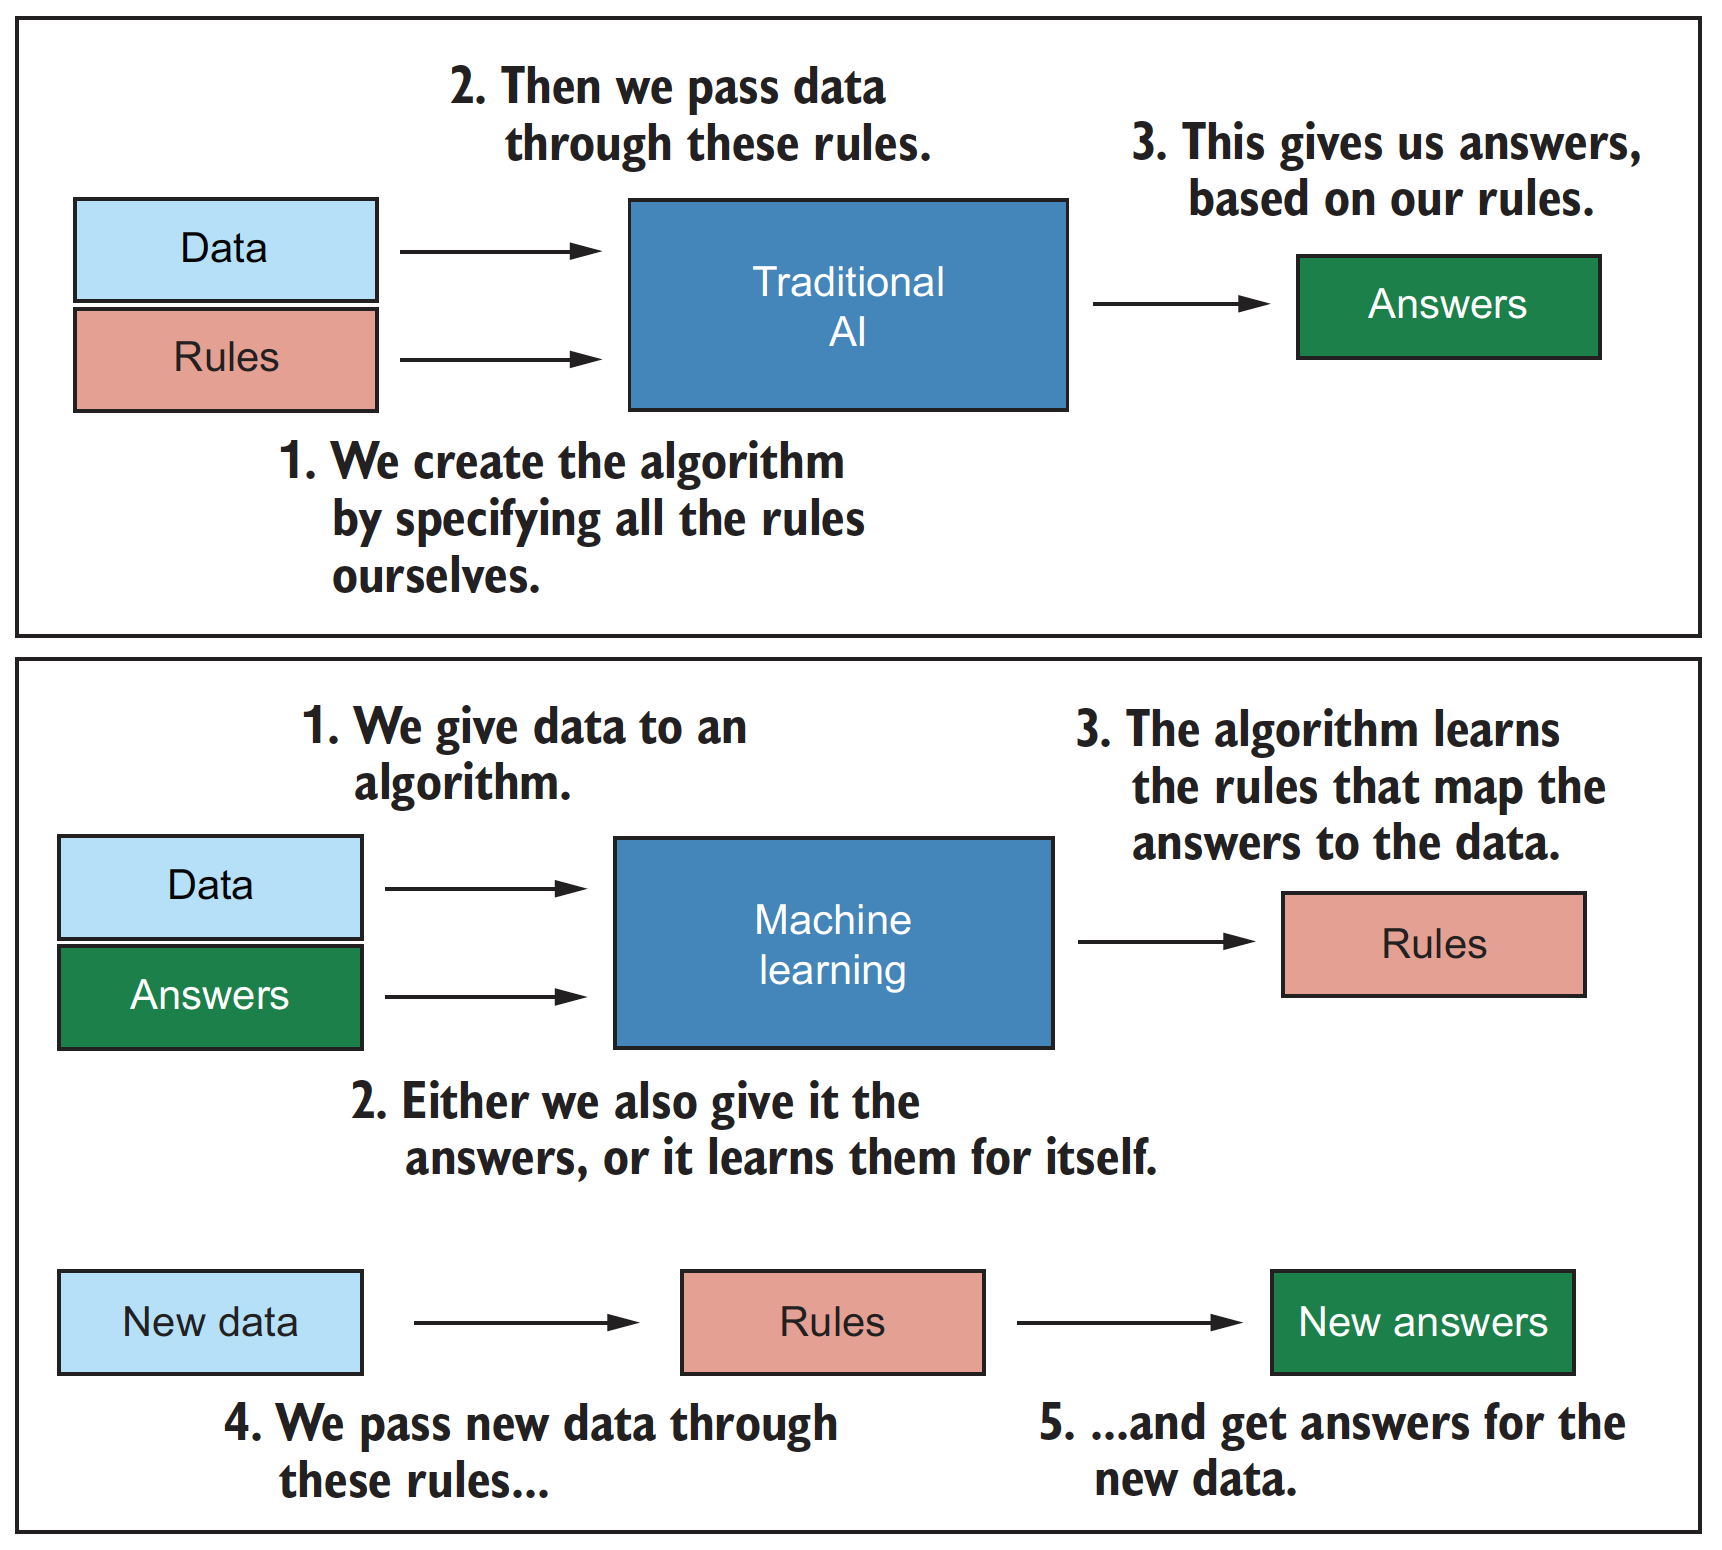 2. Then we pass data
through these rules.
3. This gives us answers,
based on our rules.
Data
Rules
Traditional
AI
Answers
1. We create the algorithm
by specifying all the rules
ourselves.
1. We give data to an
algorithm.
3. The algorithm learns
the rules that map the
answers to the data.
Data
Answers
Machine
learning
Rules
2. Either we also give it the
answers, or it learns them for itself.
New data
Rules
New answers
4. We pass new data through
these rules...
5. ...and get answers for the
new data.